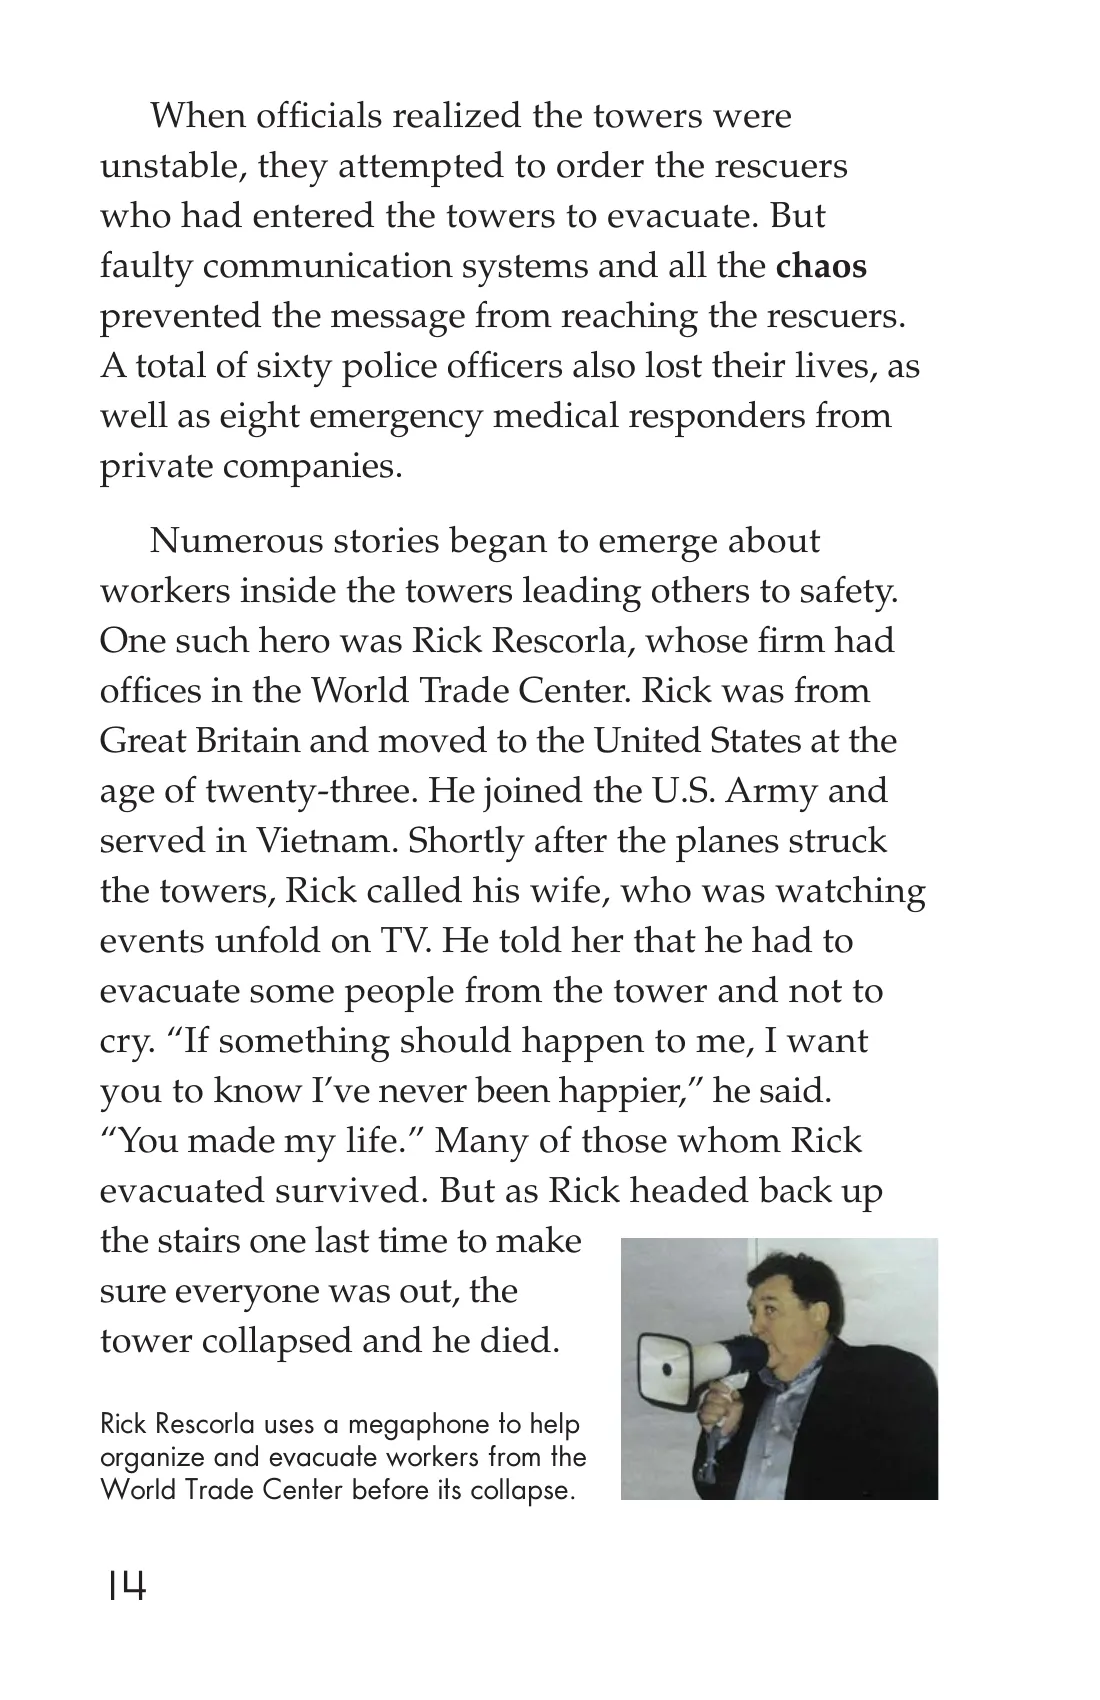 When officials realized the towers were
unstable, they attempted to order the rescuers
who had entered the towers to evacuate. But
faulty communication systems and all the chaos
prevented the message from reaching the rescuers.
A total of sixty police officers also lost their lives, as
well as eight emergency medical responders from
private companies.
Numerous stories began to emerge about
workers inside the towers leading others to safety.
One such hero was Rick Rescorla, whose firm had
offices in the World Trade Center. Rick was from
Great Britain and moved to the United States at the
age of twenty-three. He joined the U.S. Army and
served in Vietnam. Shortly after the planes struck
the towers, Rick called his wife, who was watching
events unfold on TV. He told her that he had to
evacuate some people from the tower and not to
cry. “If something should happen to me, I want
you to know I’ve never been happier,” he said.
“You made my life.” Many of those whom Rick
evacuated survived. But as Rick headed back up
the stairs one last time to make
sure everyone was out, the
tower collapsed and he died.
Rick Rescorla uses a megaphone to help
organize and evacuate workers from the
World Trade Center before its collapse.
14